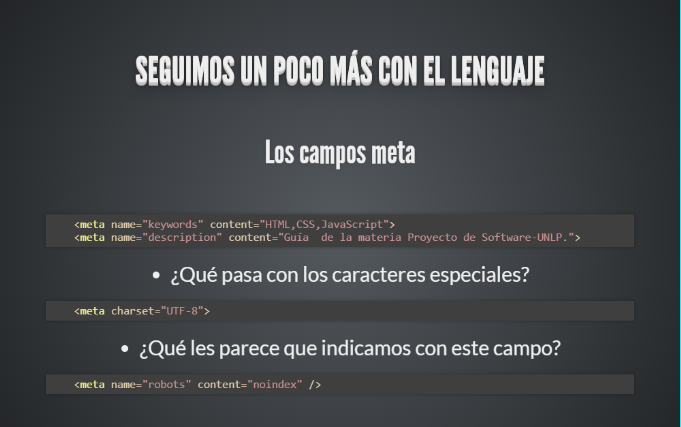 SEGUIMOS UN POCO MÁS CON EL LENGUAJE
Los campos meta
<meta name="keywords" content="HTML,CSS,JavaScript">
<meta name="description" content="Guía  de la materia Proyecto de Software-UNLP.">
• ¿Qué pasa con los caracteres especiales?
<meta charset="UTF-8">
• ¿Qué les parece que indicamos con este campo?
<meta name="robots" content="noindex" />